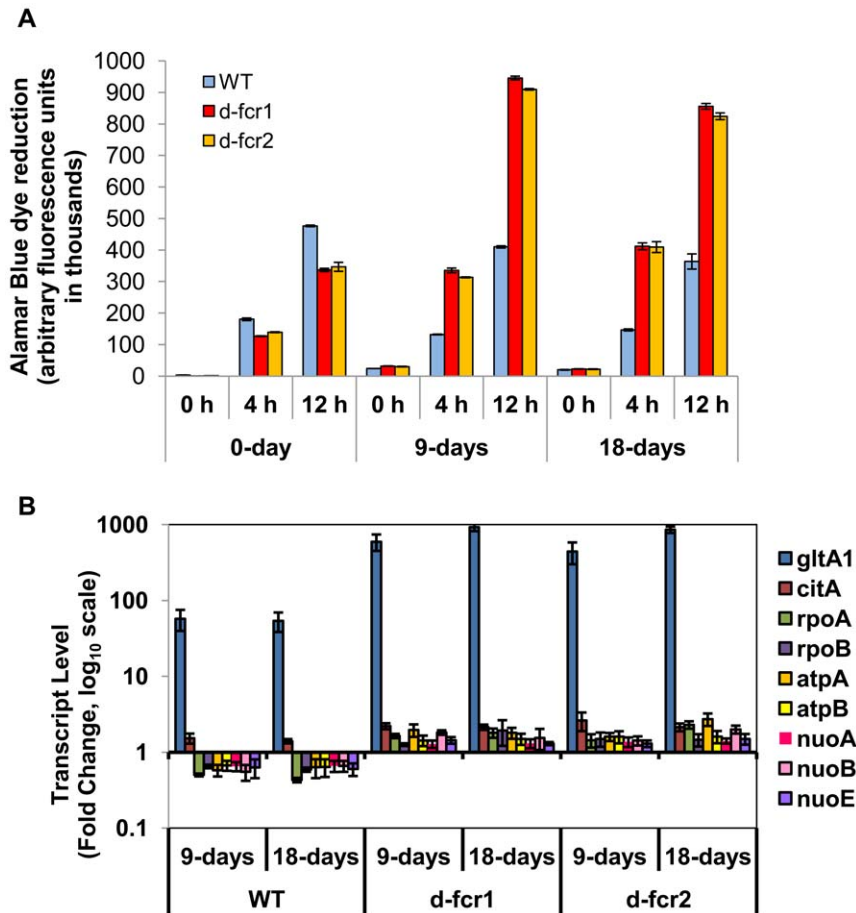 A
Alamar Blue dye reduction
(arbitrary fluorescence units
in thousands)
1000
900
800
700
600
500
400
300
200
100
0
WT
d-fcr1
d-fcr2
0 h 4 h 12 h 0 h 4 h 12 h 0 h 4 h 12 h
0-day 9-days 18-days
B
Transcript Level
(Fold Change, log10 scale)
1000
100
10
1
0.1
gltA1
citA
rpoA
rpoB
atpA
atpB
nuoA
nuoB
nuoE
9-days 18-days 9-days 18-days 9-days 18-days
WT d-fcr1 d-fcr2